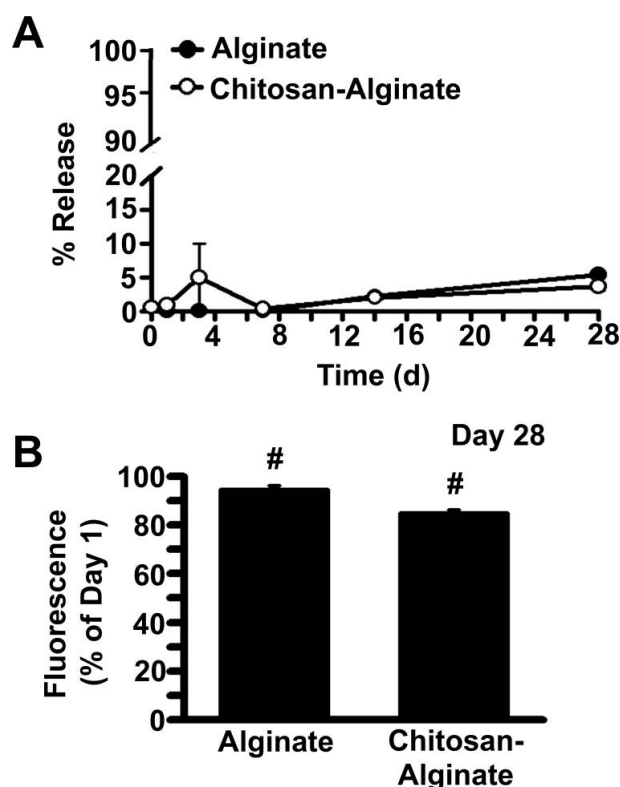 A
Alginate
Chitosan-Alginate
100
95
90
20
15
10
5
0
% Release
0 4 8 12 16 20 24 28
Time (d)
B
Day 28
# #
100
80
60
40
20
0
Fluorescence
(% of Day 1)
Alginate
Chitosan-
Alginate